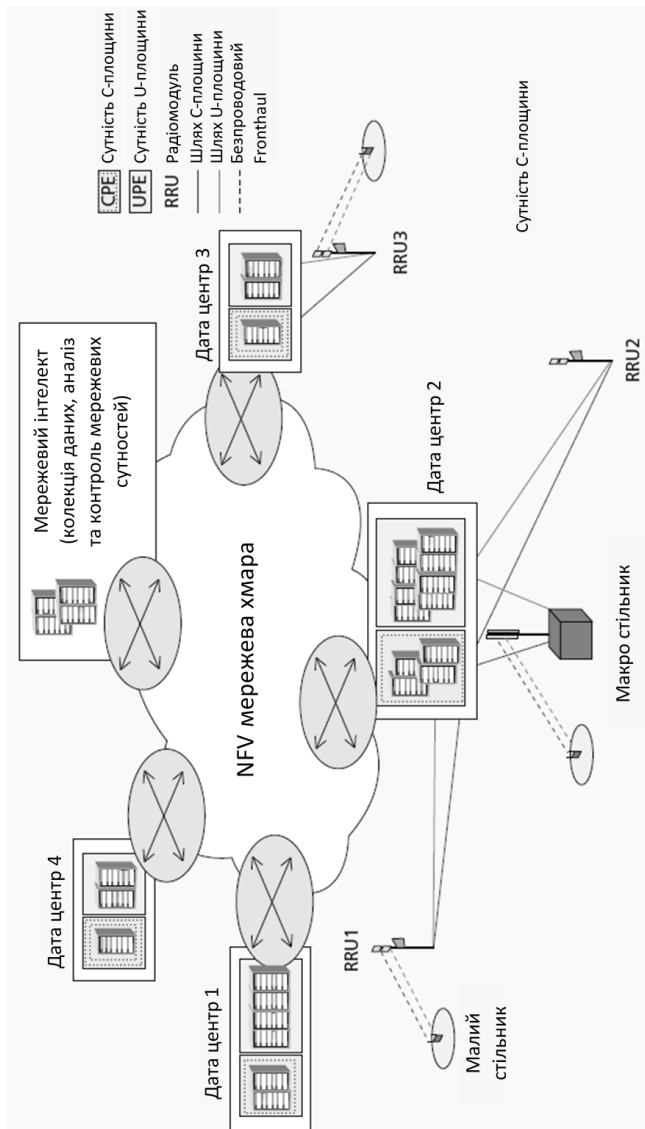 Мережевий інтелект
(колекція даних, аналіз
та контроль мережевих
сутностей)
CPE Сутність С-площини
UPE Сутність U-площини
RRU Радіомодуль
Шлях С-площини
Шлях U-площини
Безпроводовий
Fronthaul
Дата центр 4
Дата центр 3
NFV мережева хмара
Дата центр 1
Дата центр 2
RRU1
RRU3
Малий
стільник
Макро стільник
RRU2
Сутність С-площини